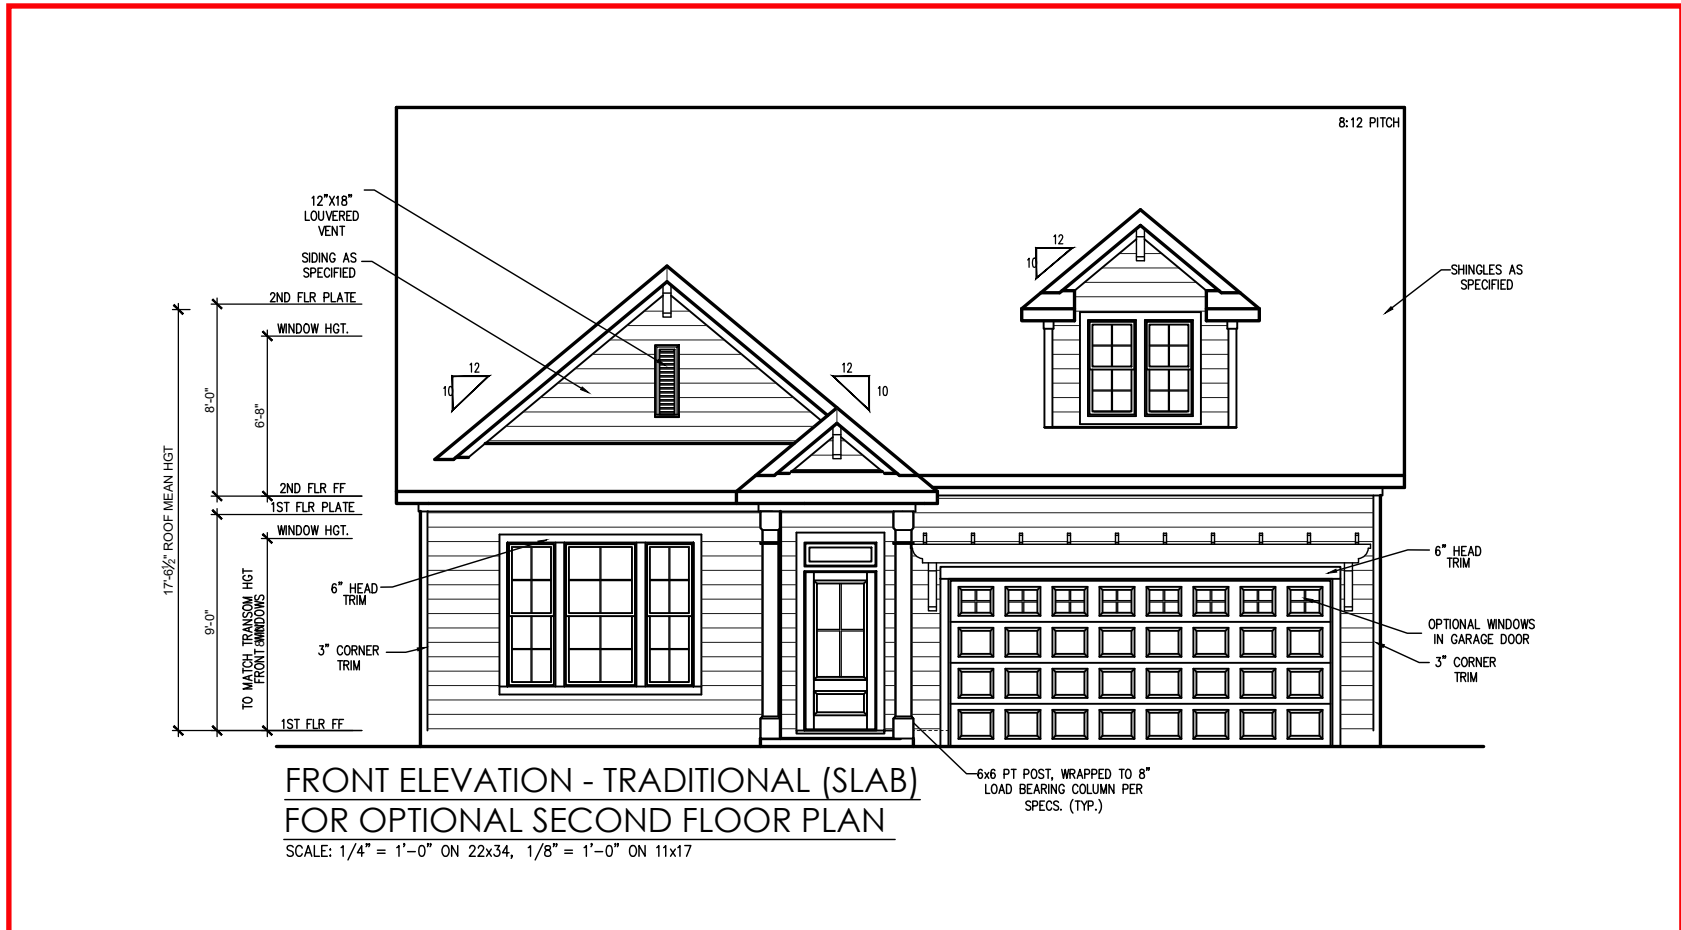 8:12 PITCH
12"X18"
LOUVERED
VENT
SIDING AS
SPECIFIED
2ND FLR PLATE
WINDOW HGT.
12
10
SHINGLES AS
SPECIFIED
12
10
12
10
8'-0"
6'-8"
17'-6½" ROOF MEAN HGT
2ND FLR FF
1ST FLR PLATE
WINDOW HGT.
6" HEAD
TRIM
6" HEAD
TRIM
9'-0"
TO MATCH TRANSOM HGT
FRONT WINDOWS
OPTIONAL WINDOWS
IN GARAGE DOOR
3" CORNER
TRIM
3" CORNER
TRIM
1ST FLR FF
6x6 PT POST, WRAPPED TO 8"
LOAD BEARING COLUMN PER
SPECS. (TYP.)
FRONT ELEVATION - TRADITIONAL (SLAB)
FOR OPTIONAL SECOND FLOOR PLAN
SCALE: 1/4" = 1'-0" ON 22x34, 1/8" = 1'-0" ON 11x17